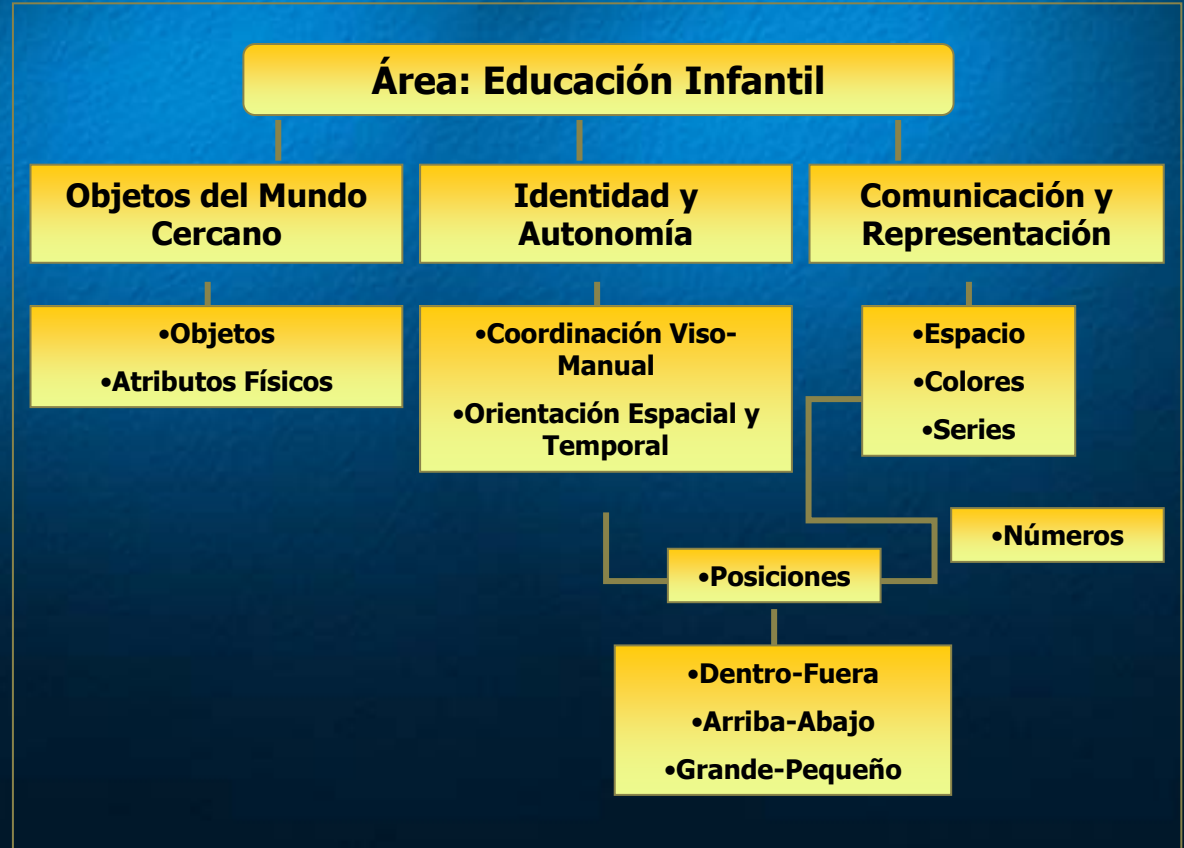 Área: Educación Infantil
Objetos del Mundo
Cercano
Identidad y
Autonomía
Comunicación y
Representación
•Objetos
•Atributos Físicos
•Coordinación Viso-
Manual
•Orientación Espacial y
Temporal
•Espacio
•Colores
•Series
•Números
•Posiciones
•Dentro-Fuera
•Arriba-Abajo
•Grande-Pequeño